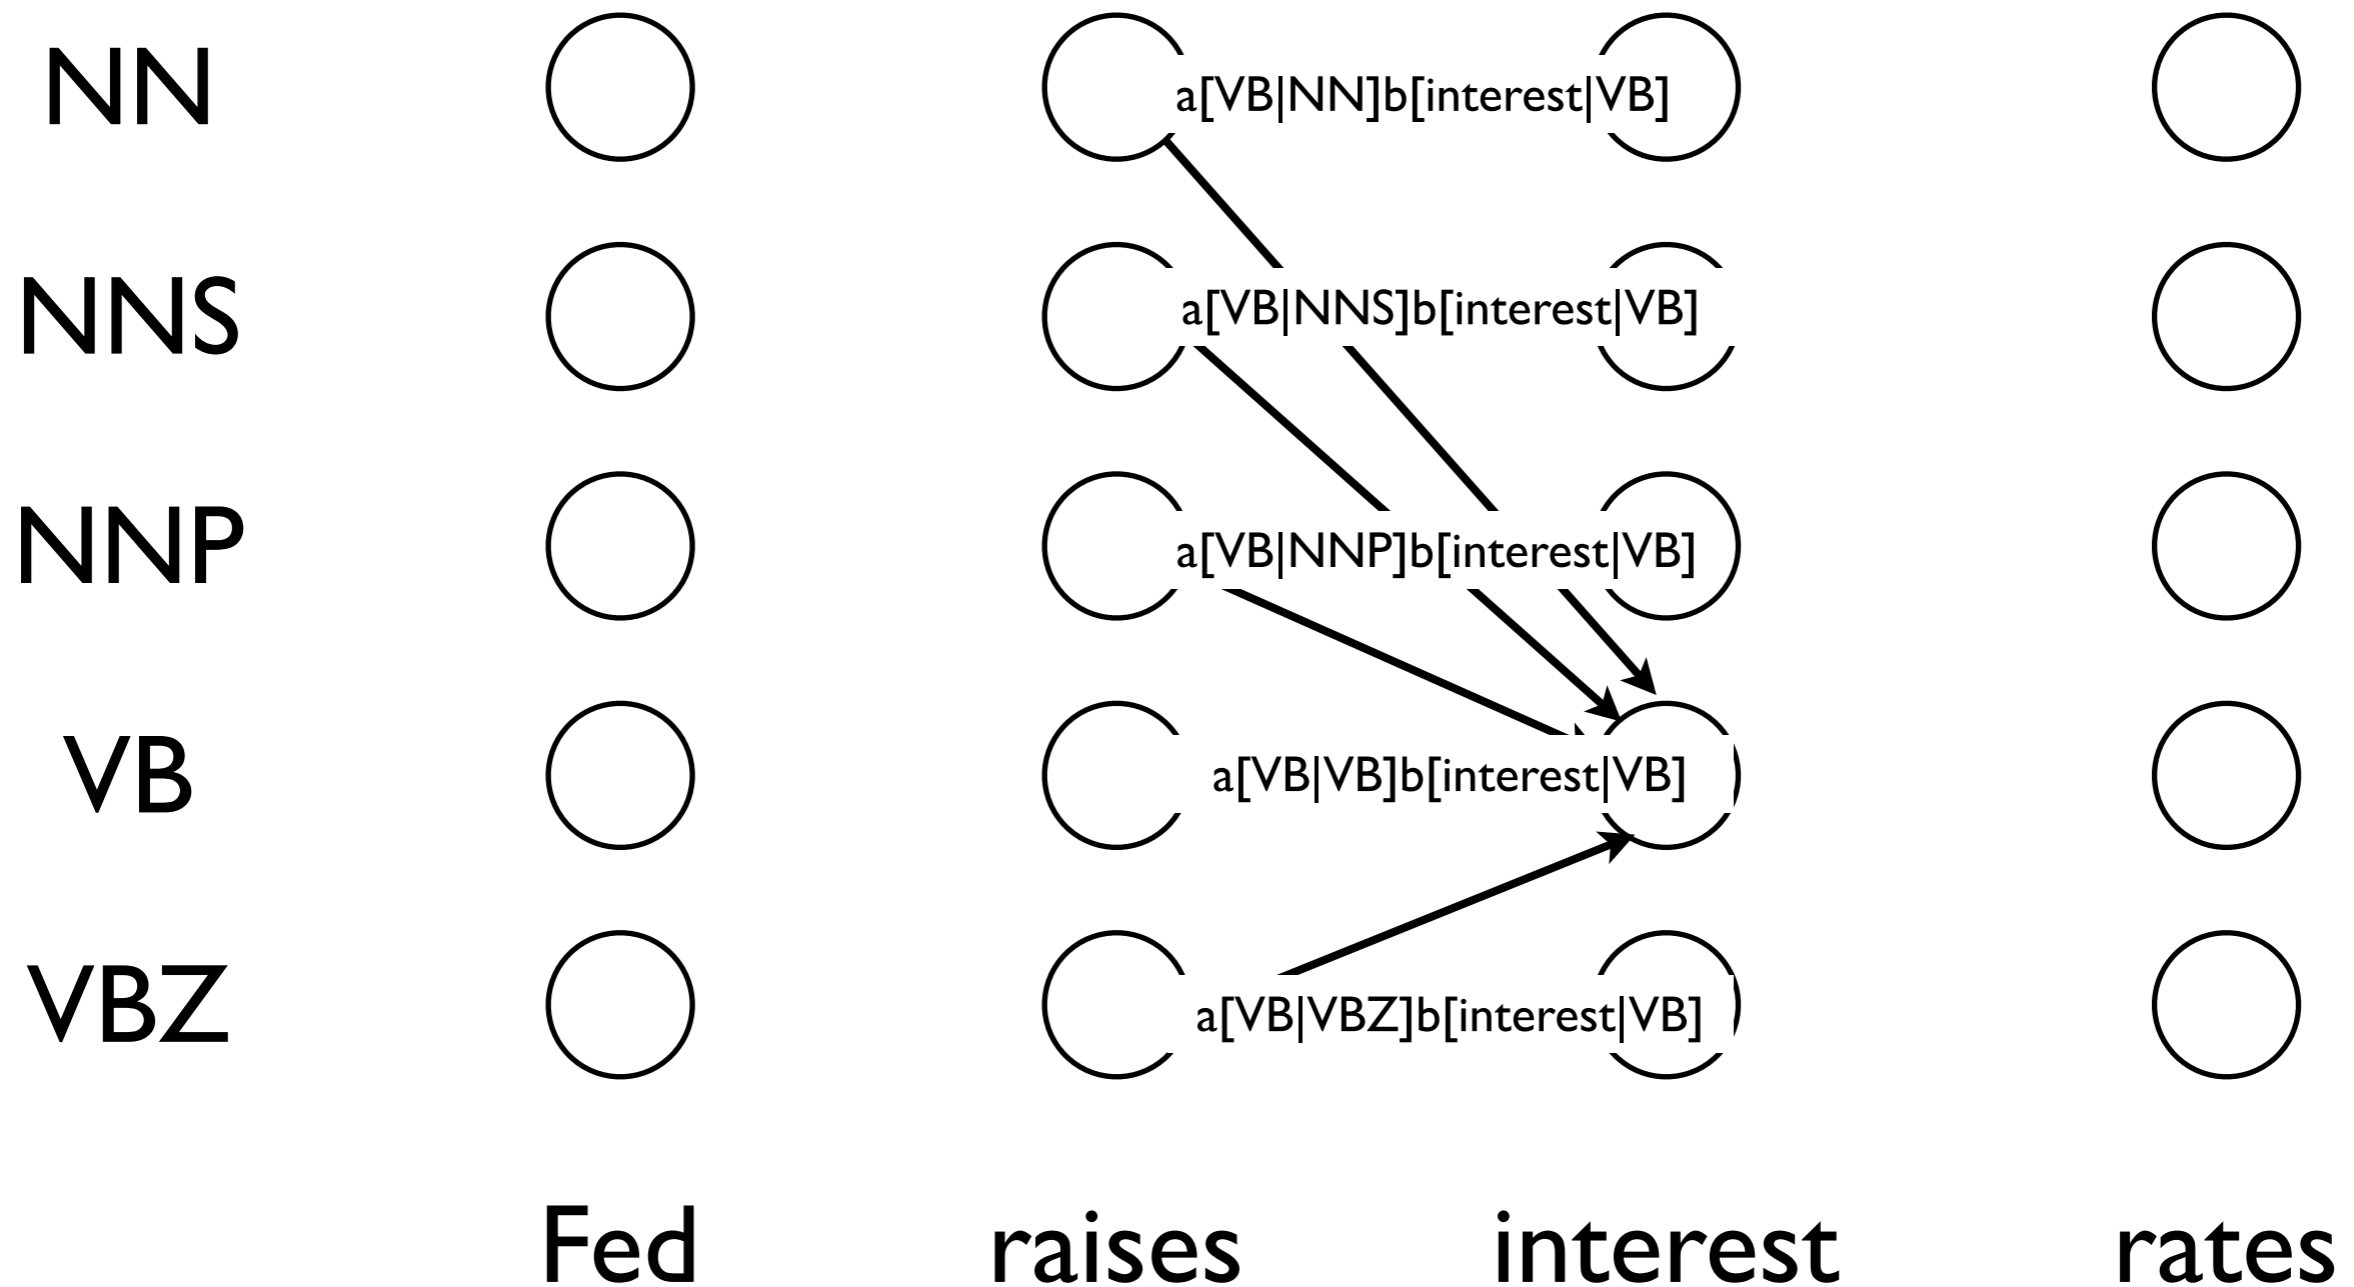 NN a[VB|NN]b[interest|VB]
NNS a[VB|NNS]b[interest|VB]
NNP a[VB|NNP]b[interest|VB]
VB a[VB|VB]b[interest|VB]
VBZ a[VB|VBZ]b[interest|VB]
Fed raises interest rates